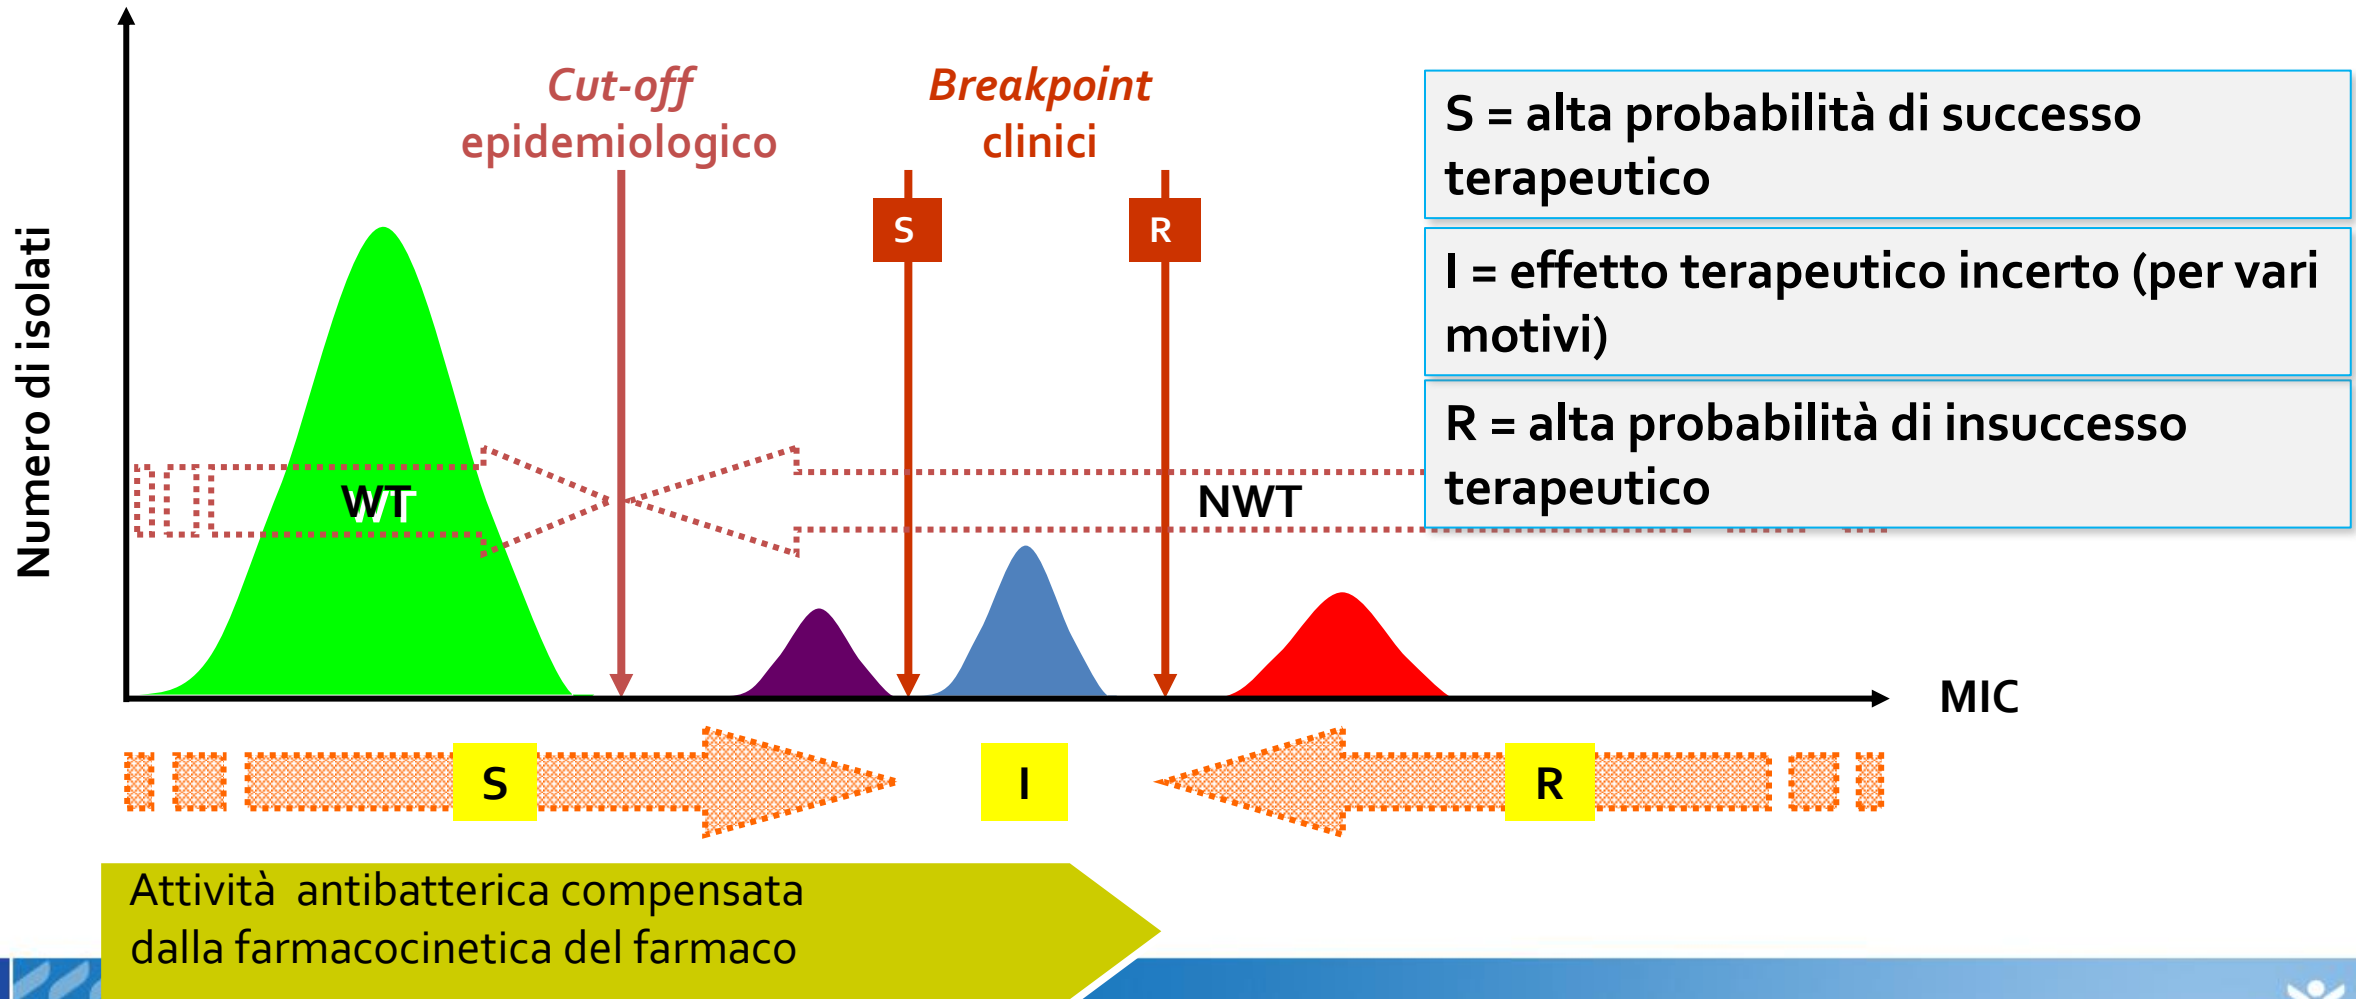 Cut-off
epidemiologico
Breakpoint
clinici
S = alta probabilità di successo
terapeutico
I = effetto terapeutico incerto (per vari
motivi)
R = alta probabilità di insuccesso
terapeutico
S
R
Numero di isolati
WT
NWT
MIC
S
I
R
Attività antibatterica compensata
dalla farmacocinetica del farmaco